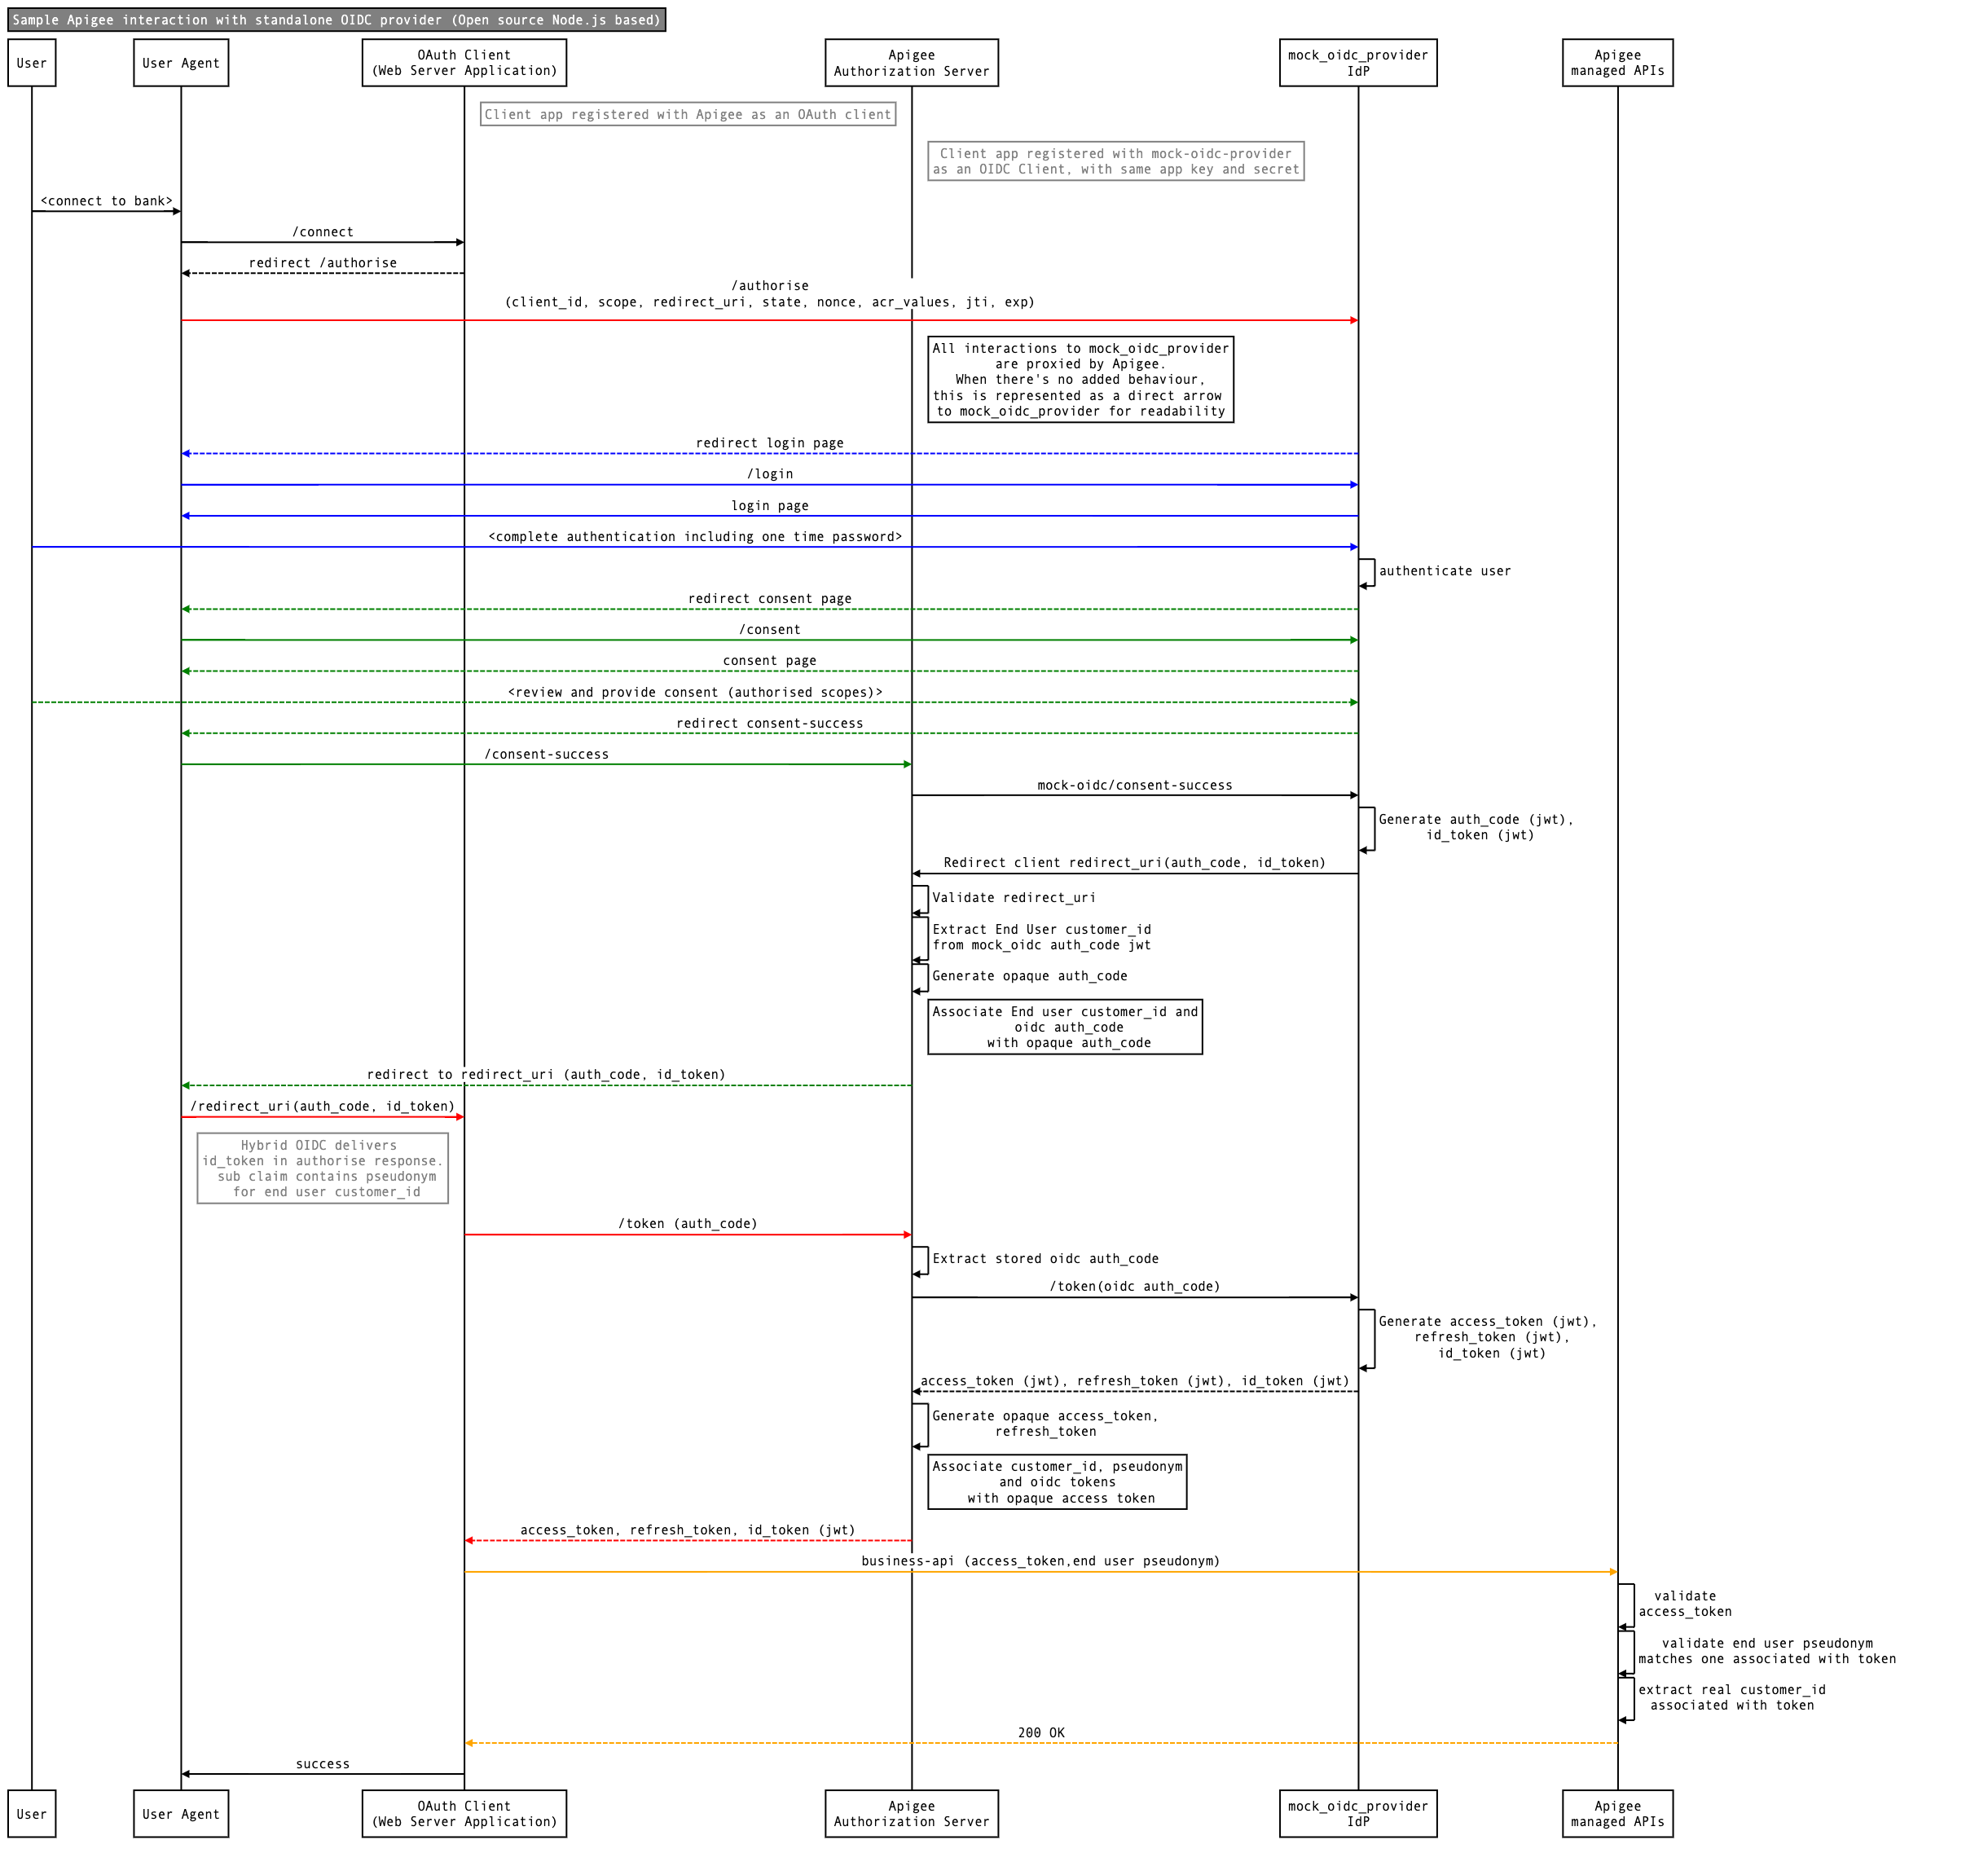 Sample Apigee interaction with standalone OIDC provider (Open source Node.js based)
User
User Agent
OAuth Client
(Web Server Application)
Apigee
Authorization Server
mock_oidc_provider
IdP
Apigee
managed APIs
Client app registered with Apigee as an OAuth client
Client app registered with mock-oidc-provider
as an OIDC Client, with same app key and secret
<connect to bank>
/connect
redirect /authorise
/authorise
(client_id, scope, redirect_uri, state, nonce, acr_values, jti, exp)
All interactions to mock_oidc_provider
are proxied by Apigee.
When there's no added behaviour,
this is represented as a direct arrow
to mock_oidc_provider for readability
redirect login page
/login
login page
<complete authentication including one time password>
authenticate user
redirect consent page
/consent
consent page
<review and provide consent (authorised scopes)>
redirect consent-success
/consent-success
mock-oidc/consent-success
Generate auth_code (jwt),
id_token (jwt)
Redirect client redirect_uri(auth_code, id_token)
Validate redirect_uri
Extract End User customer_id
from mock_oidc auth_code jwt
Generate opaque auth_code
Associate End user customer_id and
oidc auth_code
with opaque auth_code
redirect to redirect_uri (auth_code, id_token)
/redirect_uri(auth_code, id_token)
Hybrid OIDC delivers
id_token in authorise response.
sub claim contains pseudonym
for end user customer_id
/token (auth_code)
Extract stored oidc auth_code
/token(oidc auth_code)
Generate access_token (jwt),
refresh_token (jwt),
id_token (jwt)
access_token (jwt), refresh_token (jwt), id_token (jwt)
Generate opaque access_token,
refresh_token
Associate customer_id, pseudonym
and oidc tokens
with opaque access token
access_token, refresh_token, id_token (jwt)
business-api (access_token,end user pseudonym)
validate
access_token
validate end user pseudonym
matches one associated with token
extract real customer_id
associated with token
200 OK
success
User
User Agent
OAuth Client
(Web Server Application)
Apigee
Authorization Server
mock_oidc_provider
IdP
Apigee
managed APIs